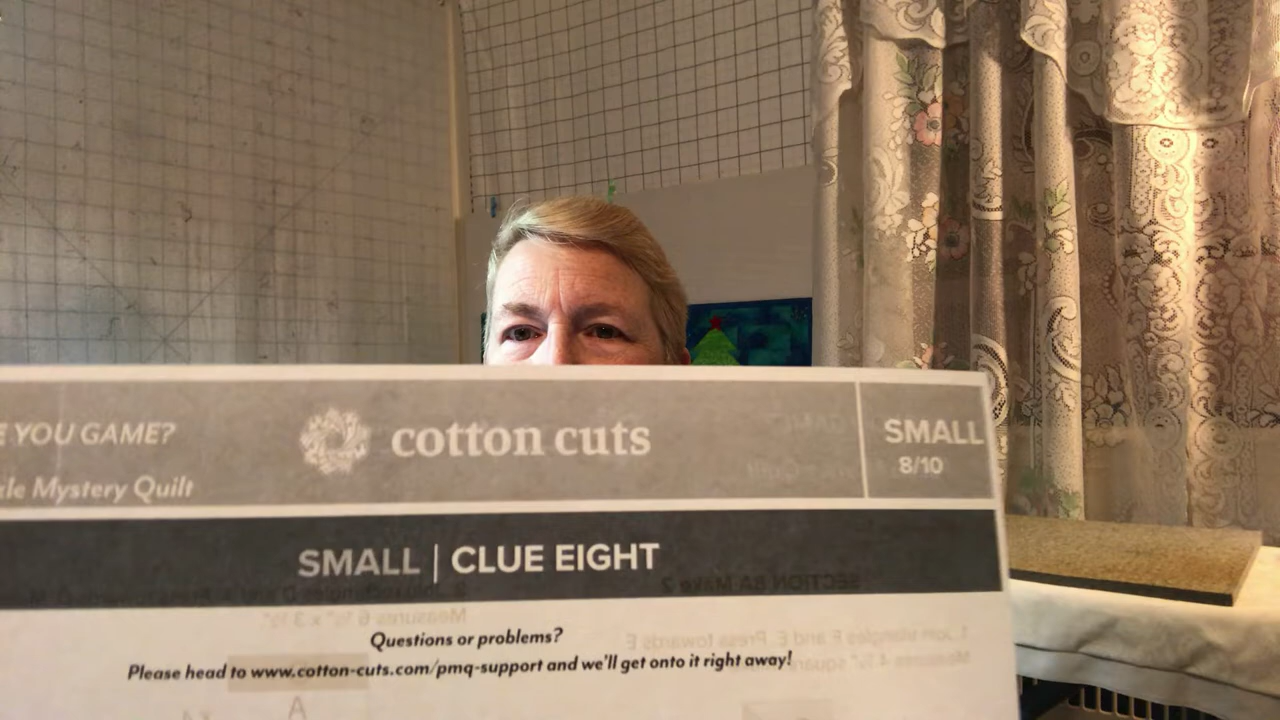 E YOU GAME?
cotton cuts
SMALL
8/10
zle Mystery Quilt
SMALL | CLUE EIGHT
Questions or problems?
Please head to www.cotton-cuts.com/pmq-support and we'll get onto it right away!
A